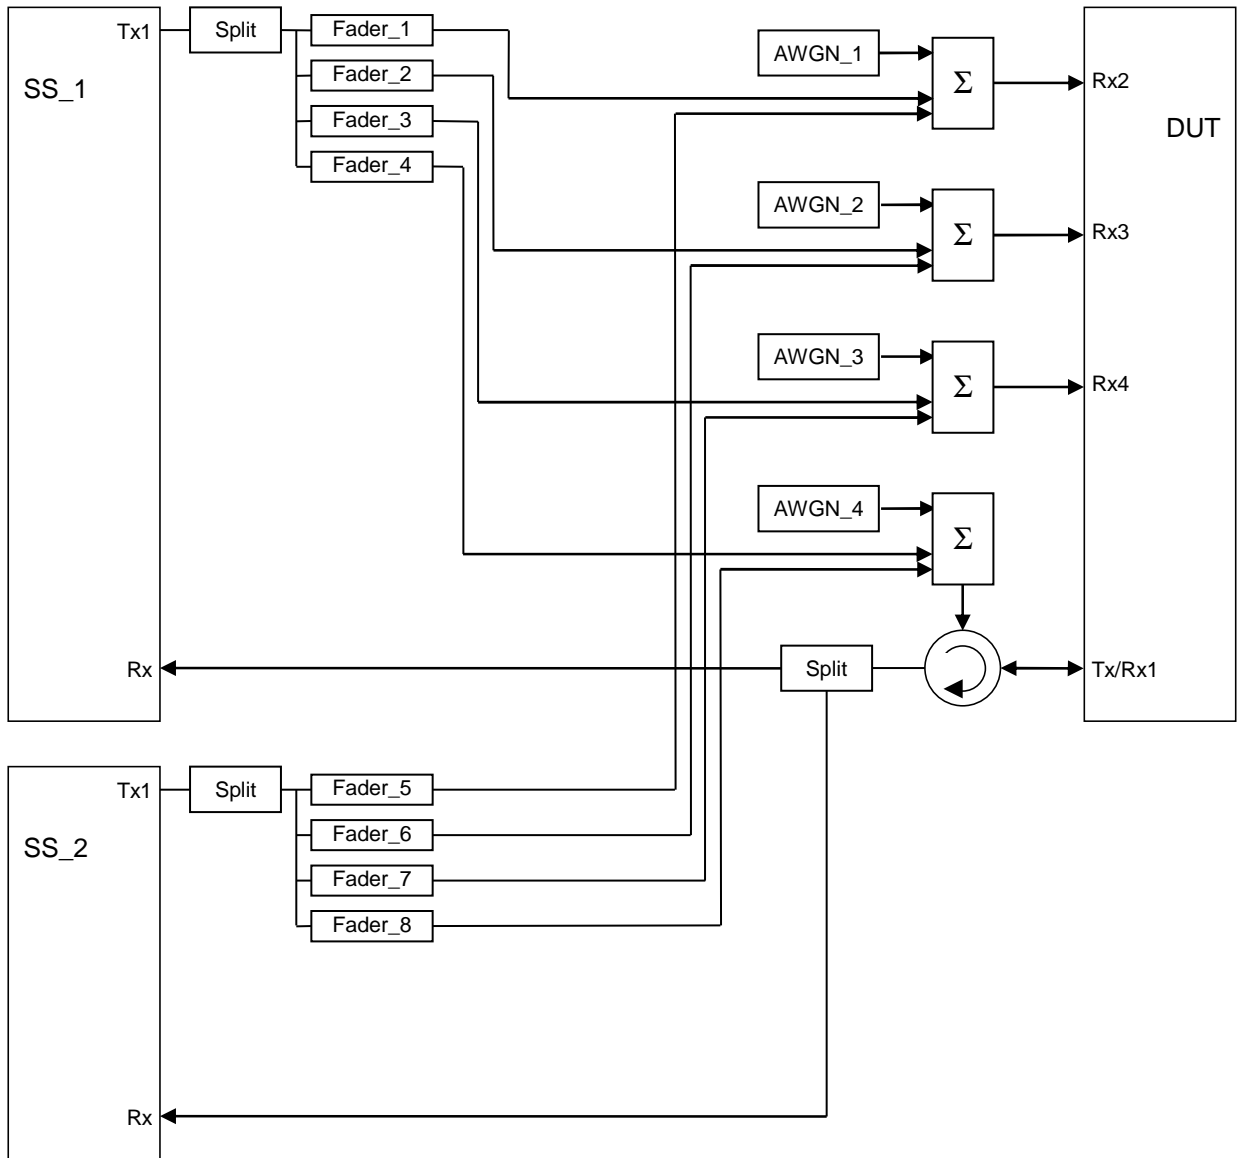 Tx1
Split
Fader_1
Fader_2
Fader_3
Fader_4
SS_1
AWGN_1
Σ
Rx2
DUT
AWGN_2
Σ
Rx3
AWGN_3
Σ
Rx4
AWGN_4
Σ
Rx
Split
Tx/Rx1
Tx1
Split
Fader_5
Fader_6
Fader_7
Fader_8
SS_2
Rx